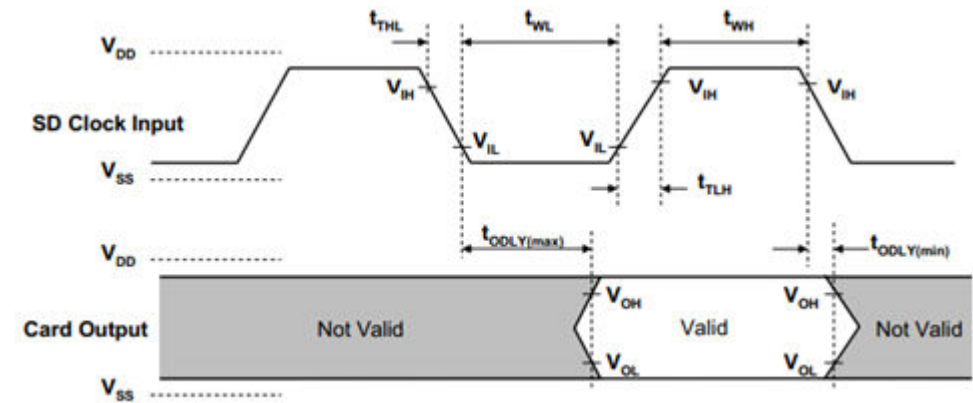 tTHL tWL tWH
VDD
VIH VIH VIH
SD Clock Input
VIL VIL
VSS
tTLH
tODLY(max) tODLY(min)
VDD
VOH VOH
Card Output Not Valid Valid Not Valid
VOL VOL
VSS